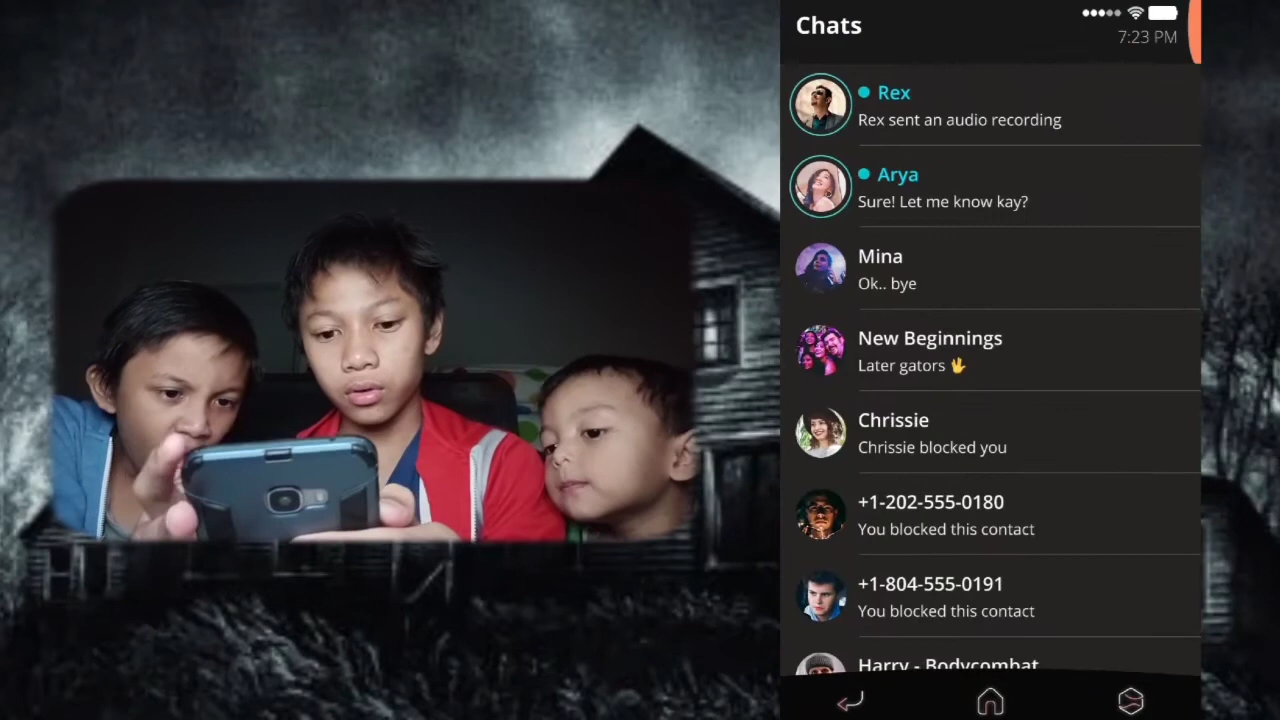 Chats
7:23 PM
Rex
Rex sent an audio recording
Arya
Sure! Let me know kay?
Mina
Ok.. bye
New Beginnings
Later gators 🖖
Chrissie
Chrissie blocked you
+1-202-555-0180
You blocked this contact
+1-804-555-0191
You blocked this contact
Harry - Bodycombat